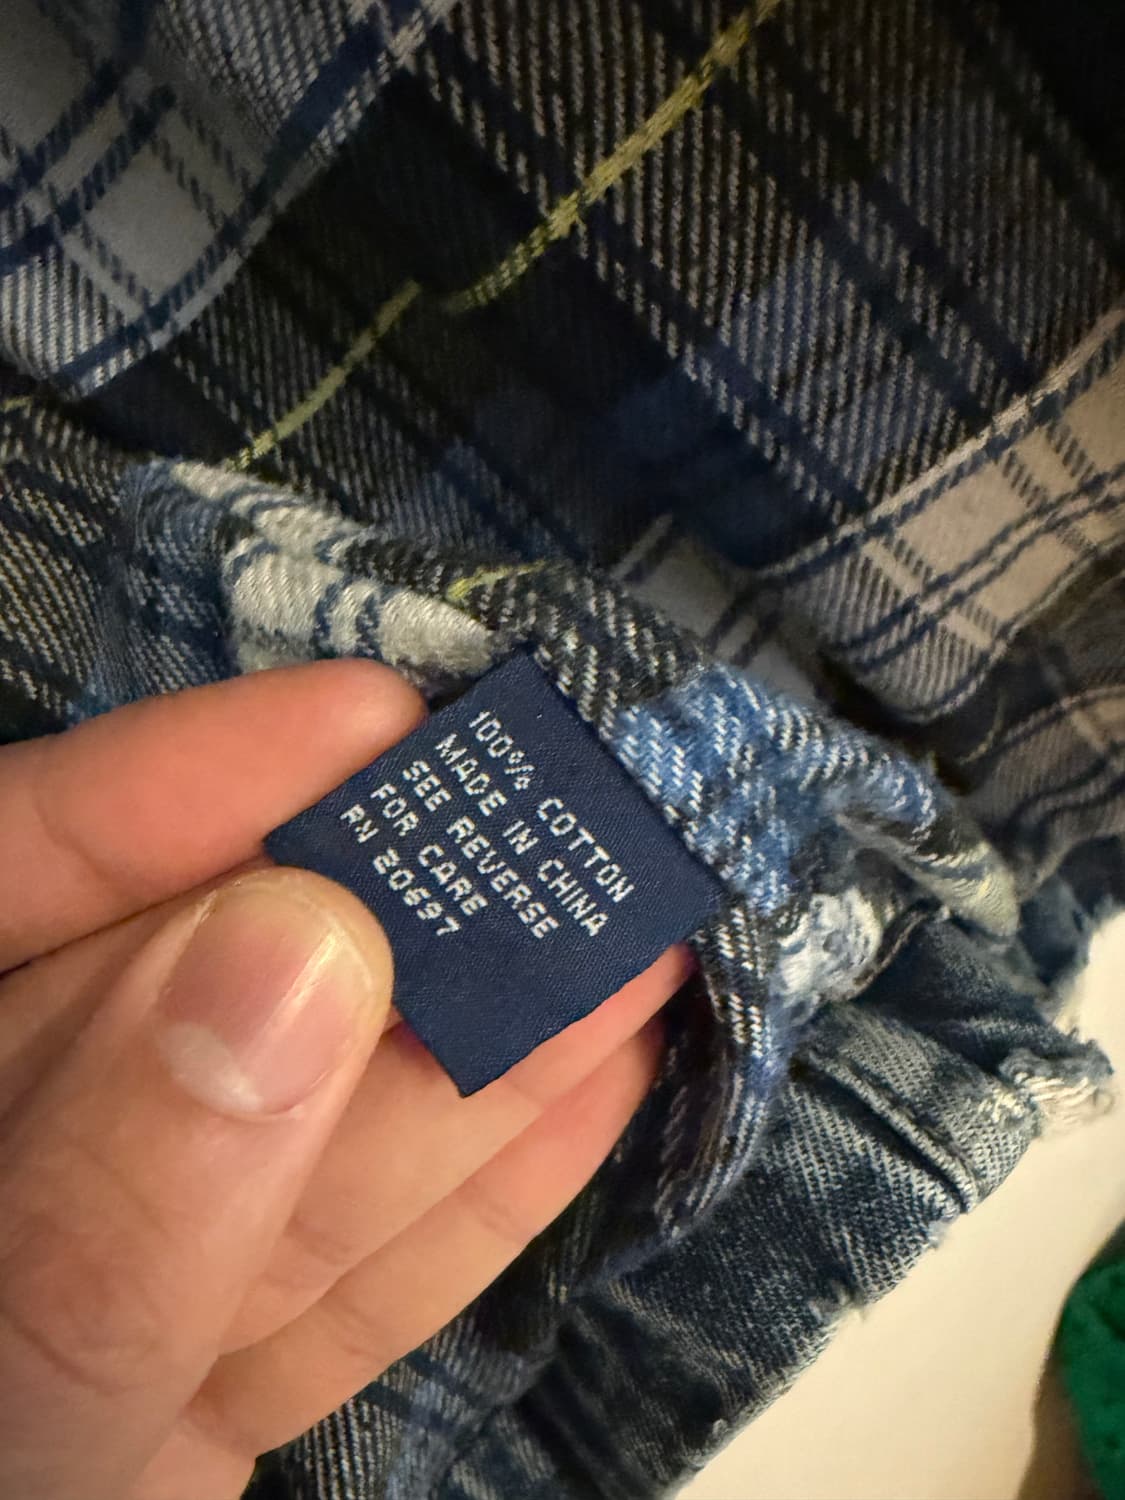 100% COTTON
MADE IN CHINA
SEE REVERSE
FOR CARE
RN 20697